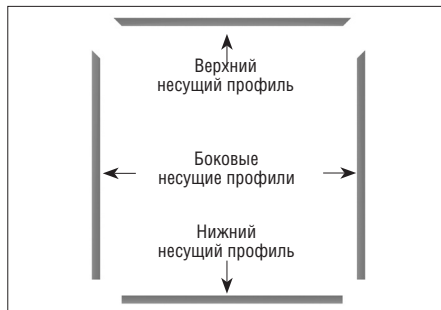 Верхний
несущий профиль
Боковые
несущие профили
Нижний
несущий профиль